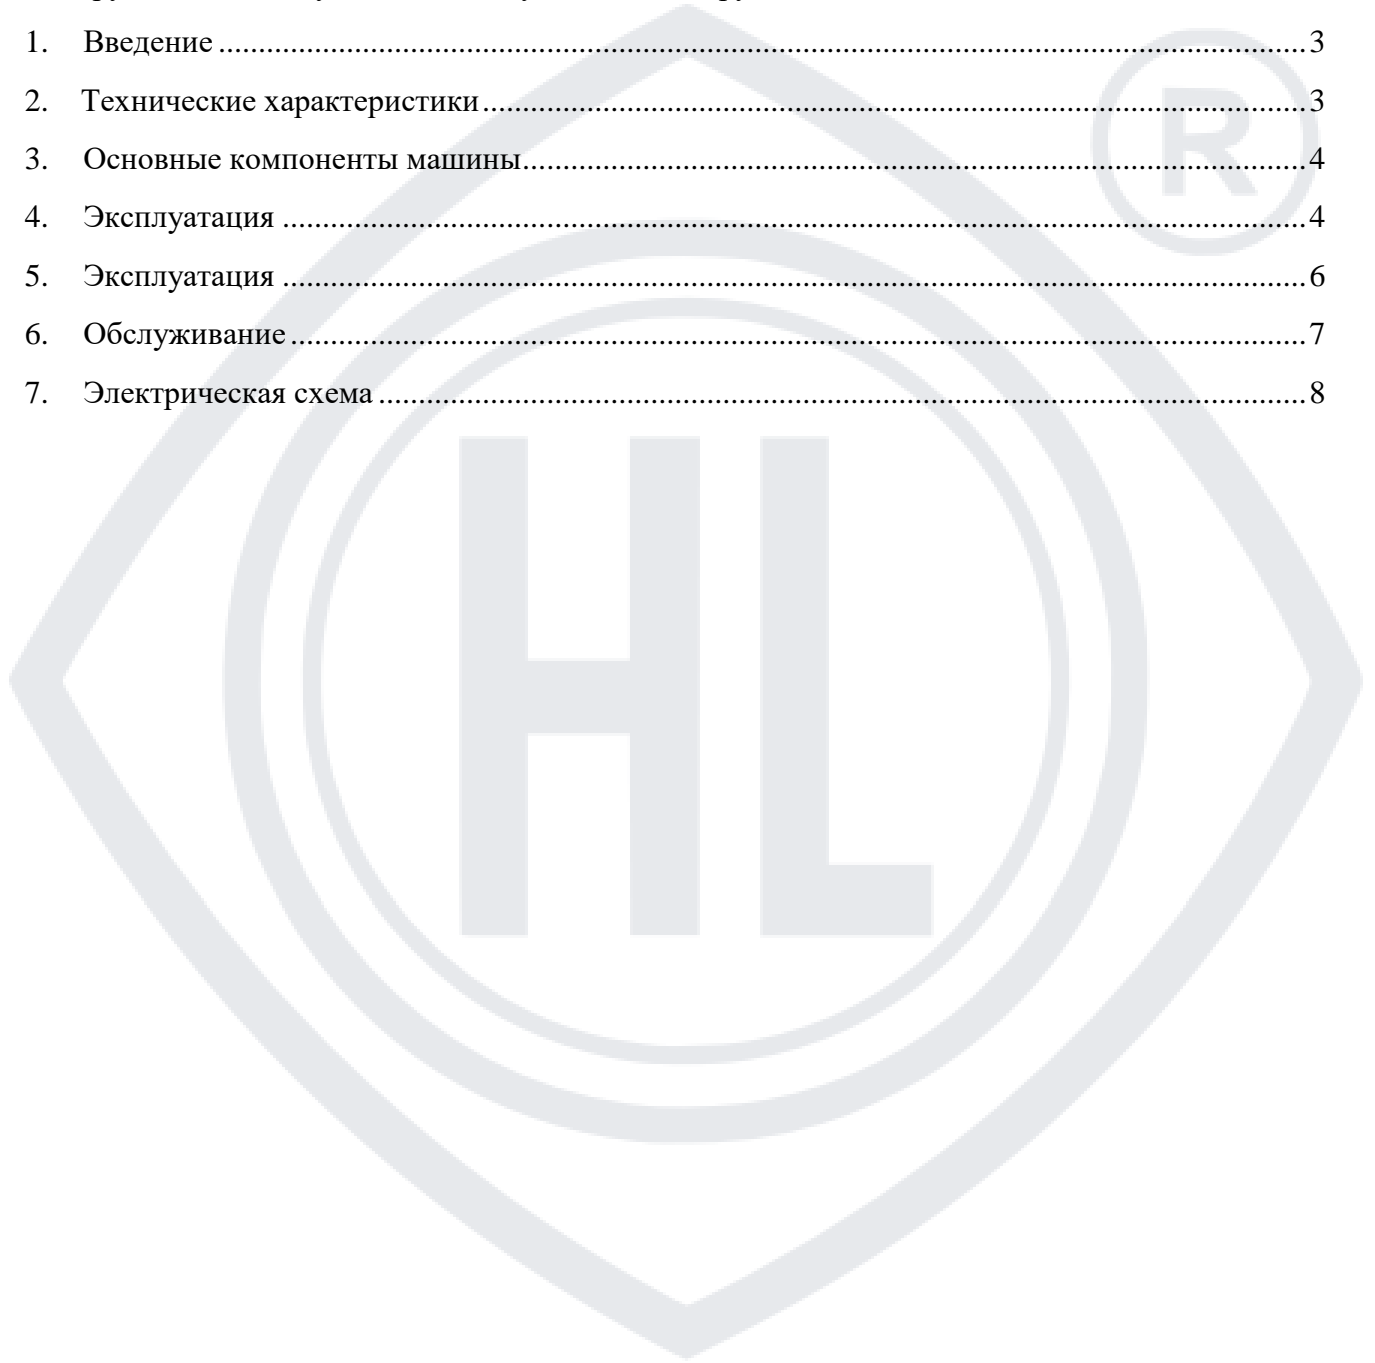 1. Введение ........................................................................................................................................ 3
2. Технические характеристики ....................................................................................................... 3
3. Основные компоненты машины .................................................................................................. 4
4. Эксплуатация ................................................................................................................................ 4
5. Эксплуатация ................................................................................................................................ 6
6. Обслуживание ............................................................................................................................... 7
7. Электрическая схема .................................................................................................................... 8
R
HL